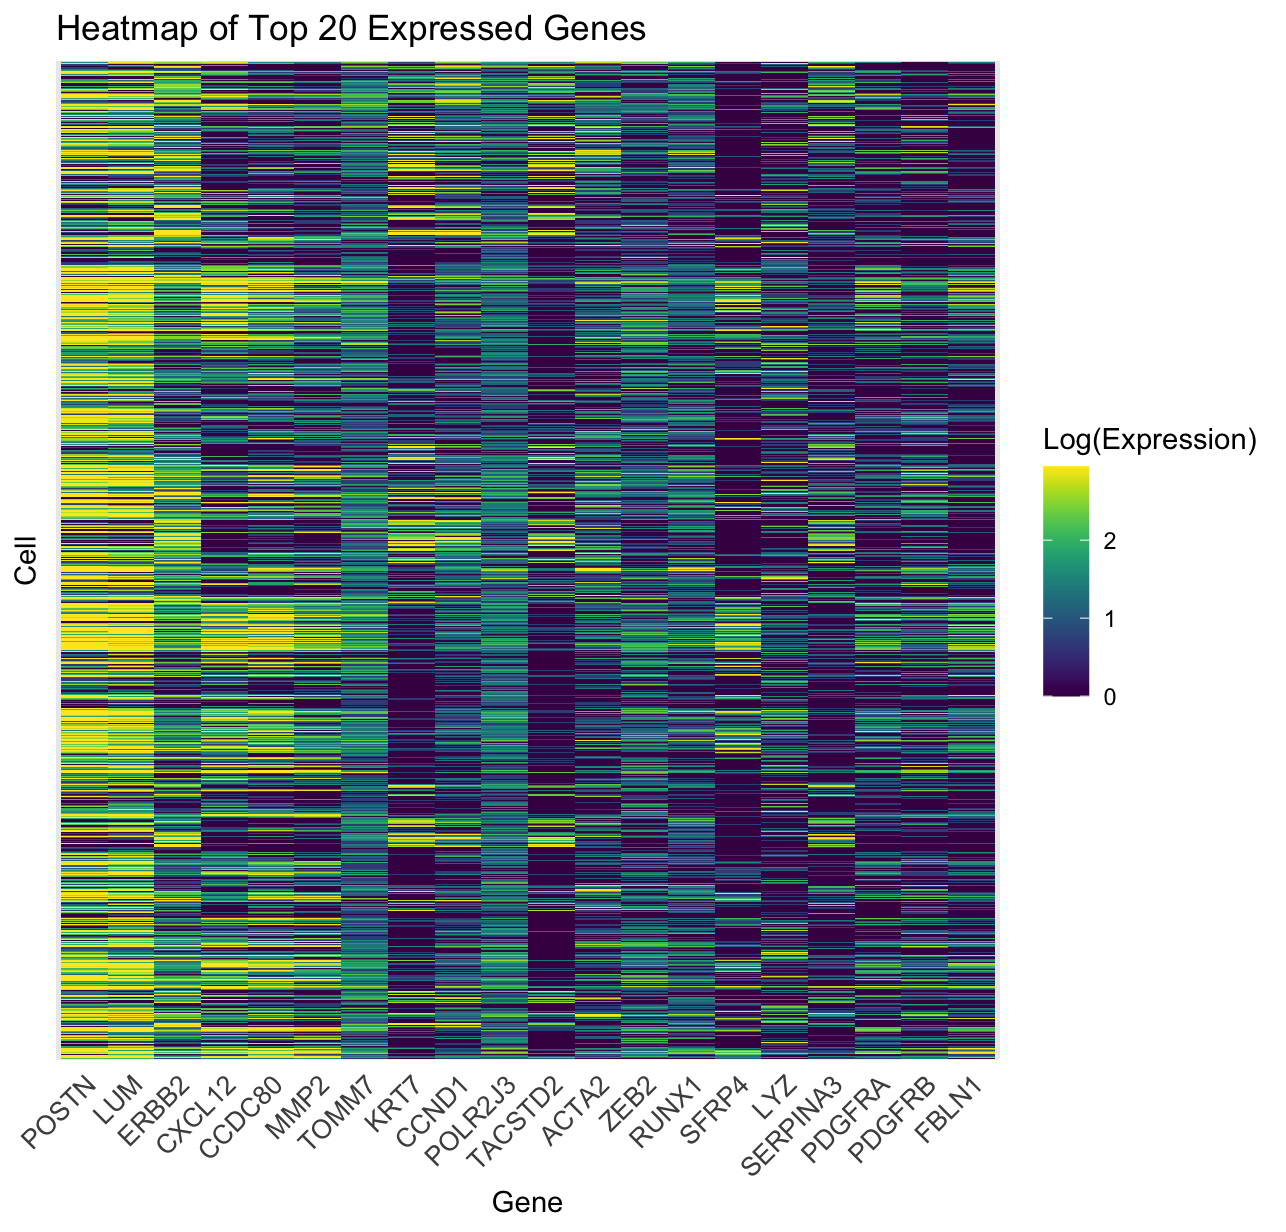 Heatmap of Top 20 Expressed Genes
Cell
Log(Expression)
2
1
0
POSTN
LUM
ERBB2
CXCL12
CCDC80
MMP2
TOMM7
KRT7
CCND1
POLR2J3
TACSTD2
ACTA2
ZEB2
RUNX1
SFRP4
LYZ
SERPINA3
PDGFRA
PDGFRB
FBLN1
Gene